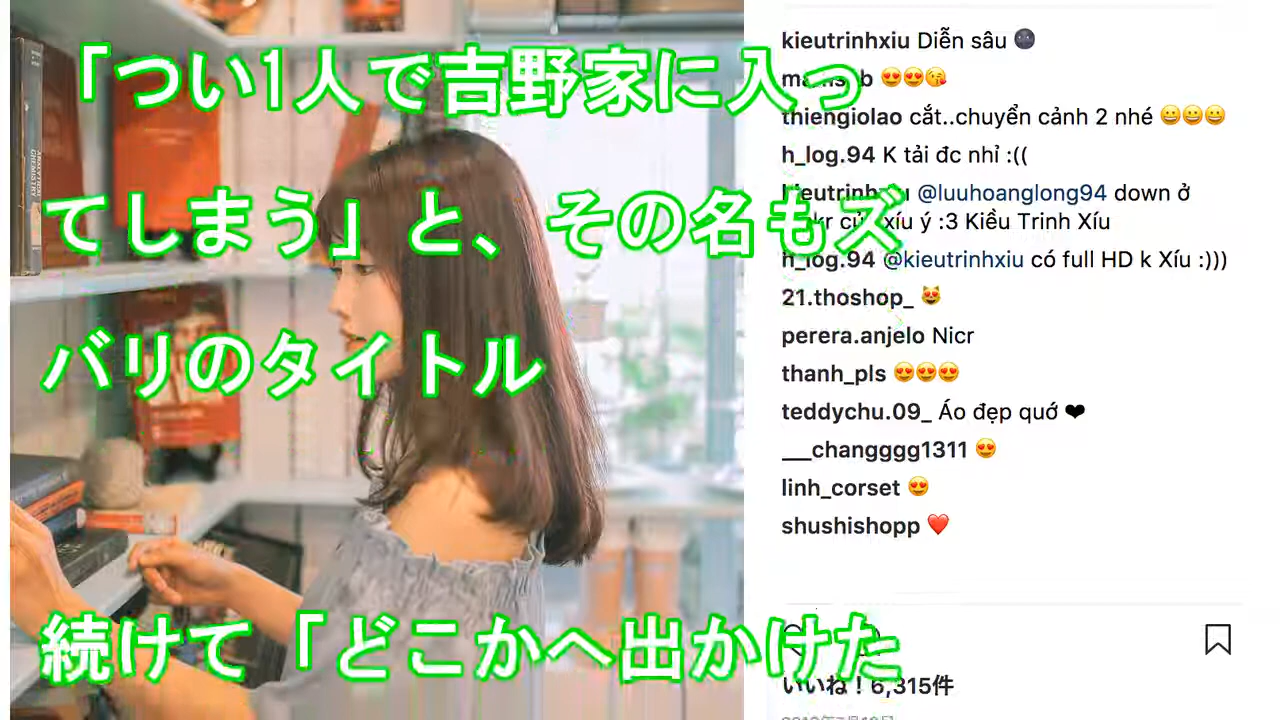 「つい1人で吉野家に入っ
てしまう」と、その名もズ
バリのタイトル
続けて「どこかへ出かけた
kieutrinhxiu Diễn sâu 🌚
😍😍😘
thiengiolao cắt..chuyển cảnh 2 nhé 😀😀😀
h_log.94 K tải đc nhỉ :((
@luuhoanglong94 down ở
xíu ý :3 Kiều Trinh Xíu
h_log.94 @kieutrinhxiu có full HD k Xíu :)))
21.thoshop_ 😻
perera.anjelo Nicr
thanh_pls 😍😍😍
teddychu.09_ Áo đẹp quớ ❤
___changggg1311 😍
linh_corset 😍
shushishopp ❤️
いいね！6,315件